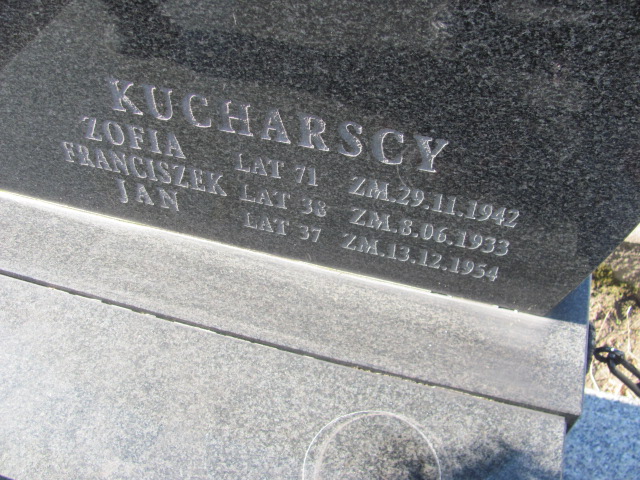 KUCHARSCY
ZOFIA LAT 71 ZM.29.11.1942
FRANCISZEK LAT 38 ZM.8.06.1933
JAN LAT 37 ZM.13.12.1954